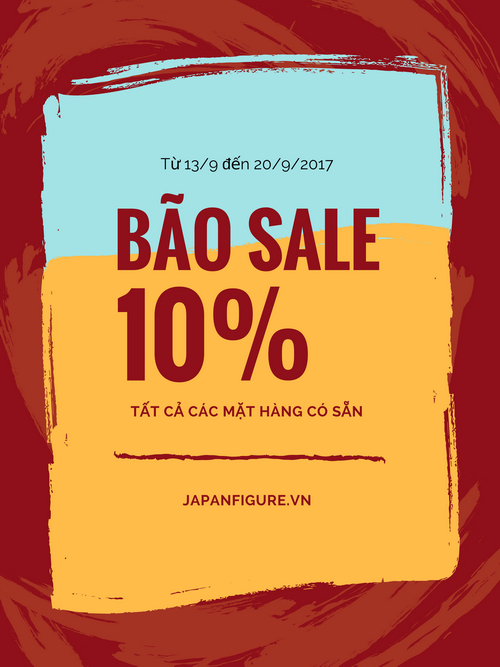 Từ 13/9 đến 20/9/2017
BÃO SALE
10%
TẤT CẢ CÁC MẶT HÀNG CÓ SẴN
JAPANFIGURE.VN